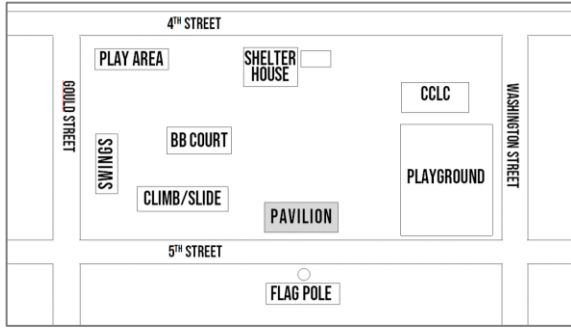 4TH STREET
PLAY AREA
SHELTER
HOUSE
GOULD STREET
CCLC
WASHINGTON STREET
BB COURT
SWINGS
PLAYGROUND
CLIMB/SLIDE
PAVILION
5TH STREET
FLAG POLE